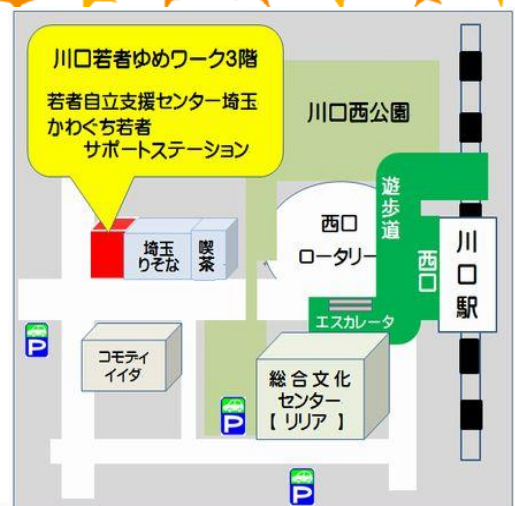 川口若者ゆめワーク3階
若者自立支援センター埼玉
かわぐち若者
サポートステーション
川口西公園
遊歩道
西口
ロータリー
西口
川口駅
埼玉
りそな
喫茶
エスカレータ
コモディ
イイダ
総合文化
センター
【 リリア 】
P
P
P